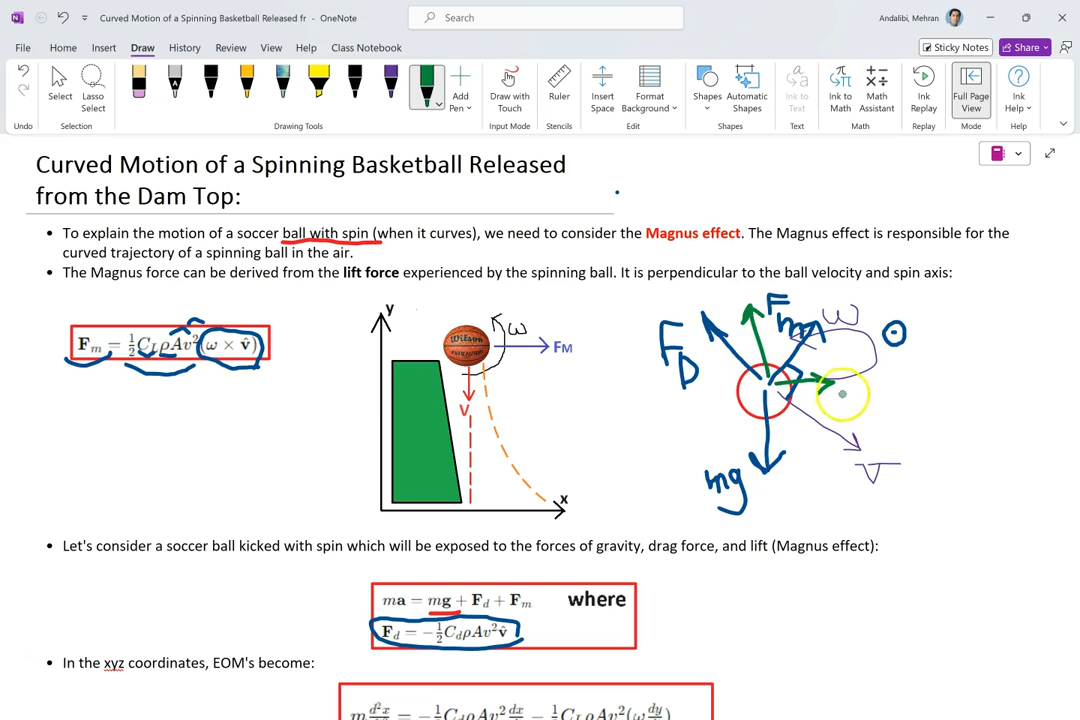 Curved Motion of a Spinning Basketball Released fr - OneNote
Search
Andalibi, Mehran
File Home Insert Draw History Review View Help Class Notebook
Sticky Notes Share
Select Lasso Select Add Pen Draw with Touch Ruler Insert Space Format Background Shapes Automatic Shapes Ink to Text Ink to Math Math Assistant Ink Replay Full Page View Ink Help
Undo Selection Drawing Tools Input Mode Stencils Edit Shapes Text Math Replay Mode Help
Curved Motion of a Spinning Basketball Released
from the Dam Top:
• To explain the motion of a soccer ball with spin (when it curves), we need to consider the Magnus effect. The Magnus effect is responsible for the
curved trajectory of a spinning ball in the air.
• The Magnus force can be derived from the lift force experienced by the spinning ball. It is perpendicular to the ball velocity and spin axis:
F_m = ½C_LρAv²(ω × v̂)
Y
Wilson
ω
FM
V
x
F_D
F_m
ω
mg
V
• Let's consider a soccer ball kicked with spin which will be exposed to the forces of gravity, drag force, and lift (Magnus effect):
ma = mg + F_d + F_m where
F_d = −½C_dρAv²v̂
• In the xyz coordinates, EOM's become: